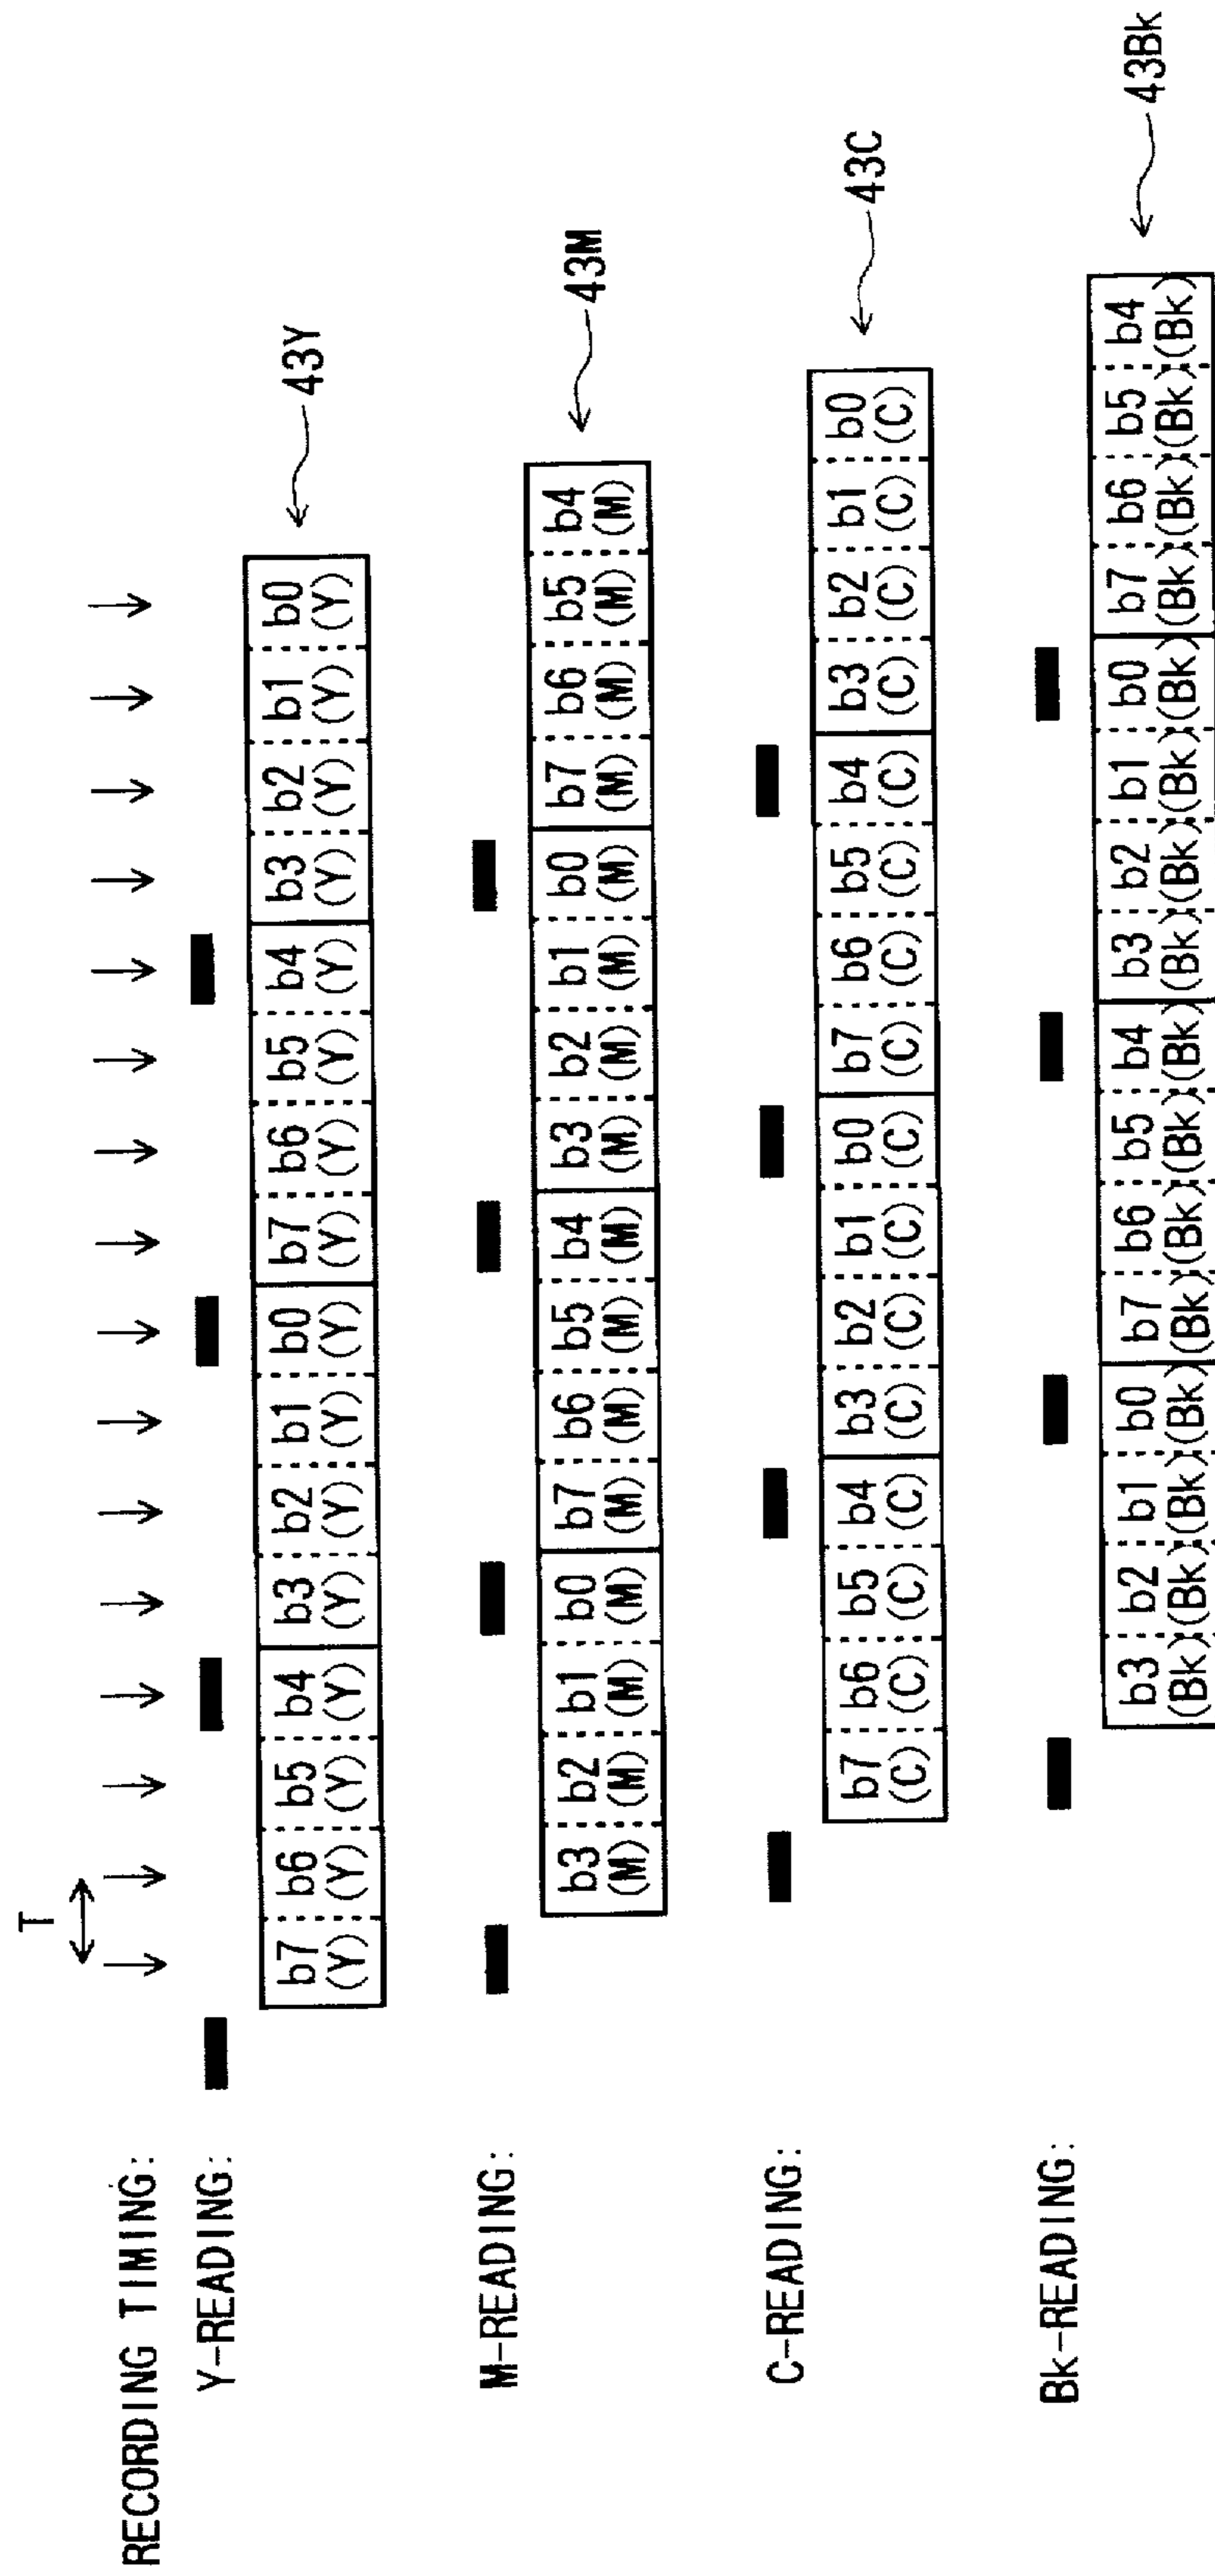 T
RECORDING TIMING:
Y-READING:
43Y
b7 b6 b5 b4 b3 b2 b1 b0 b7 b6 b5 b4 b3 b2 b1 b0
(Y) (Y) (Y) (Y) (Y) (Y) (Y) (Y) (Y) (Y) (Y) (Y) (Y) (Y) (Y) (Y)
M-READING:
43M
b3 b2 b1 b0 b7 b6 b5 b4 b3 b2 b1 b0 b7 b6 b5 b4
(M) (M) (M) (M) (M) (M) (M) (M) (M) (M) (M) (M) (M) (M) (M) (M)
C-READING:
43C
b7 b6 b5 b4 b3 b2 b1 b0 b7 b6 b5 b4 b3 b2 b1 b0
(C) (C) (C) (C) (C) (C) (C) (C) (C) (C) (C) (C) (C) (C) (C) (C)
Bk-READING:
43Bk
b3 b2 b1 b0 b7 b6 b5 b4 b3 b2 b1 b0 b7 b6 b5 b4
(Bk) (Bk) (Bk) (Bk) (Bk) (Bk) (Bk) (Bk) (Bk) (Bk) (Bk) (Bk) (Bk) (Bk) (Bk) (Bk)